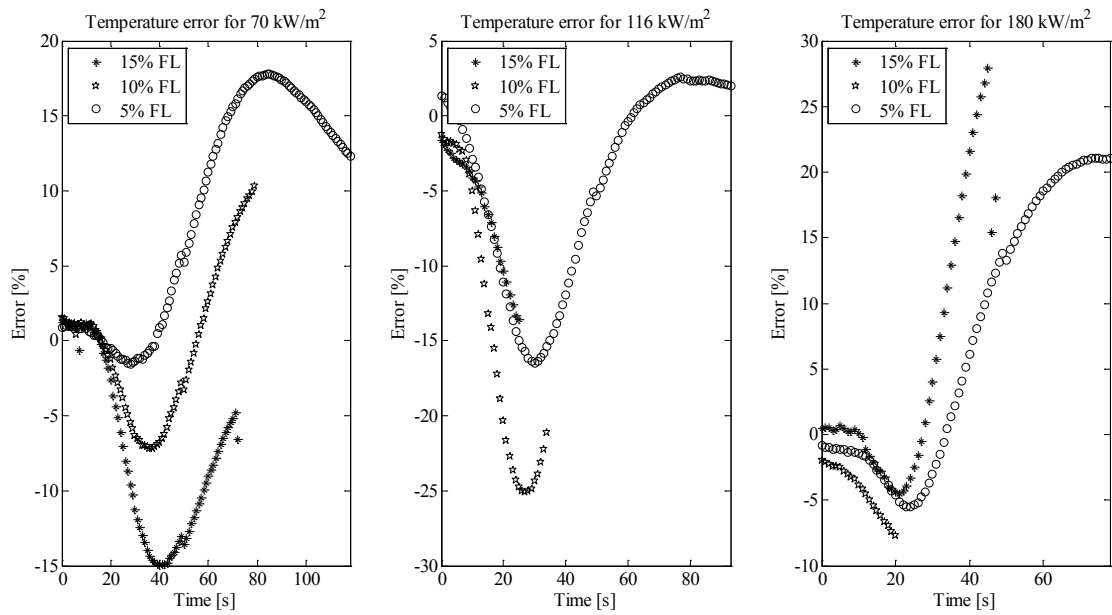 Temperature error for 70 kW/m²
15% FL
10% FL
5% FL
20
15
10
5
0
-5
-10
-15
Error [%]
0 20 40 60 80 100
Time [s]
Temperature error for 116 kW/m²
15% FL
10% FL
5% FL
5
0
-5
-10
-15
-20
-25
-30
Error [%]
0 20 40 60 80
Time [s]
Temperature error for 180 kW/m²
15% FL
10% FL
5% FL
30
25
20
15
10
5
0
-5
-10
Error [%]
0 20 40 60
Time [s]